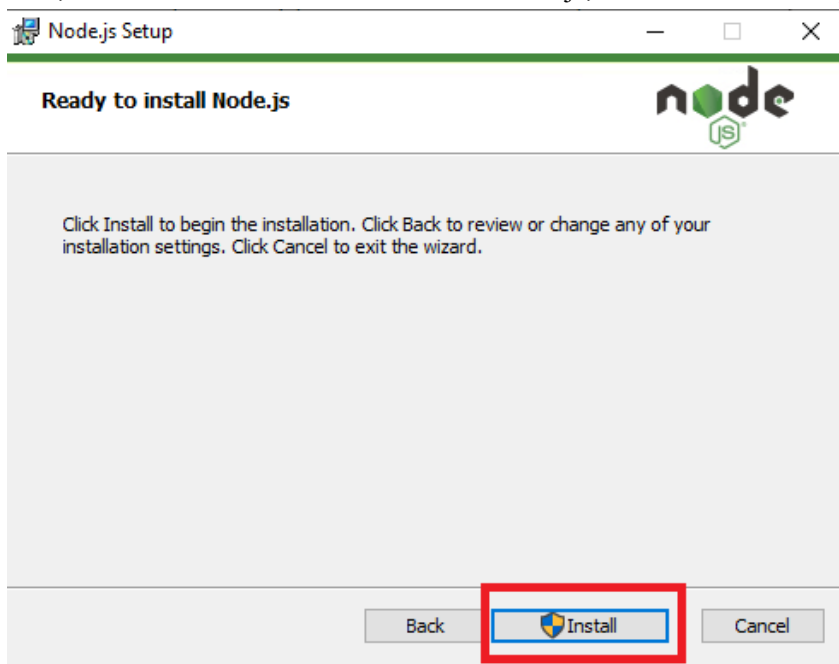 Node.js Setup
Ready to install Node.js
node
JS
Click Install to begin the installation. Click Back to review or change any of your
installation settings. Click Cancel to exit the wizard.
Back
Install
Cancel